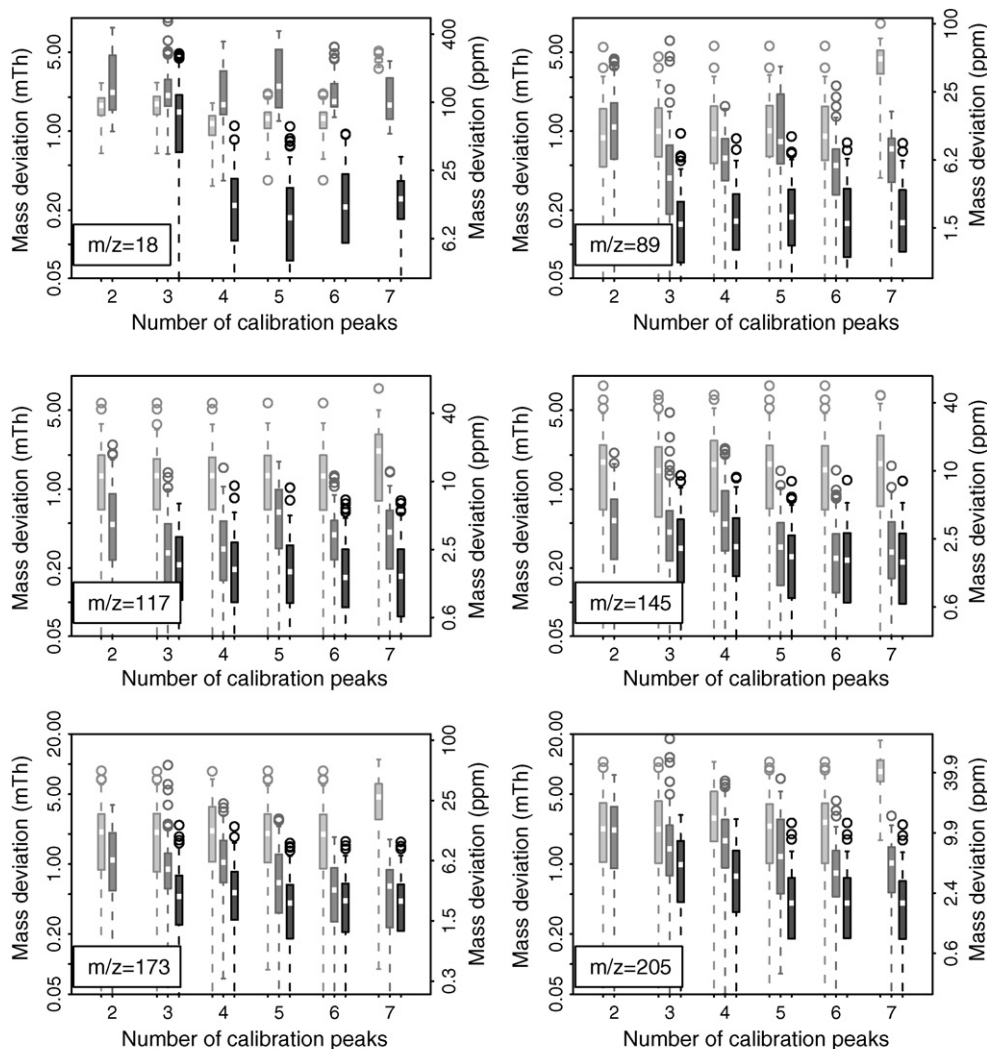 Mass deviation (mTh)
5.00
1.00
0.20
0.05
m/z=18
400
100
25
6.2
Mass deviation (ppm)
2 3 4 5 6 7
Number of calibration peaks
Mass deviation (mTh)
5.00
1.00
0.20
0.05
m/z=89
100
25
6.2
1.5
Mass deviation (ppm)
2 3 4 5 6 7
Number of calibration peaks
Mass deviation (mTh)
5.00
1.00
0.20
0.05
m/z=117
40
10
2.5
0.6
Mass deviation (ppm)
2 3 4 5 6 7
Number of calibration peaks
Mass deviation (mTh)
5.00
1.00
0.20
0.05
m/z=145
40
10
2.5
0.6
Mass deviation (ppm)
2 3 4 5 6 7
Number of calibration peaks
Mass deviation (mTh)
20.00
5.00
1.00
0.20
0.05
m/z=173
100
25
6.2
1.5
0.3
Mass deviation (ppm)
2 3 4 5 6 7
Number of calibration peaks
Mass deviation (mTh)
20.00
5.00
1.00
0.20
0.05
m/z=205
39.9
9.9
2.4
0.6
Mass deviation (ppm)
2 3 4 5 6 7
Number of calibration peaks